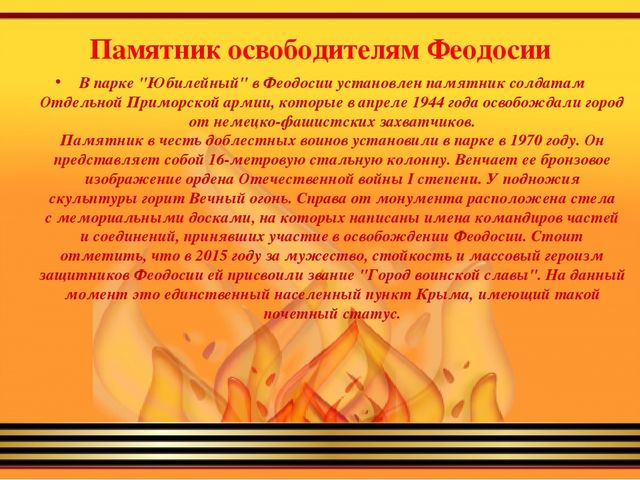 Памятник освободителям Феодосии
• В парке "Юбилейный" в Феодосии установлен памятник солдатам
Отдельной Приморской армии, которые в апреле 1944 года освобождали город
от немецко-фашистских захватчиков.
Памятник в честь доблестных воинов установили в парке в 1970 году. Он
представляет собой 16-метровую стальную колонну. Венчает ее бронзовое
изображение ордена Отечественной войны I степени. У подножия
скульптуры горит Вечный огонь. Справа от монумента расположена стела
с мемориальными досками, на которых написаны имена командиров частей
и соединений, принявших участие в освобождении Феодосии. Стоит
отметить, что в 2015 году за мужество, стойкость и массовый героизм
защитников Феодосии ей присвоили звание "Город воинской славы". На данный
момент это единственный населенный пункт Крыма, имеющий такой
почетный статус.